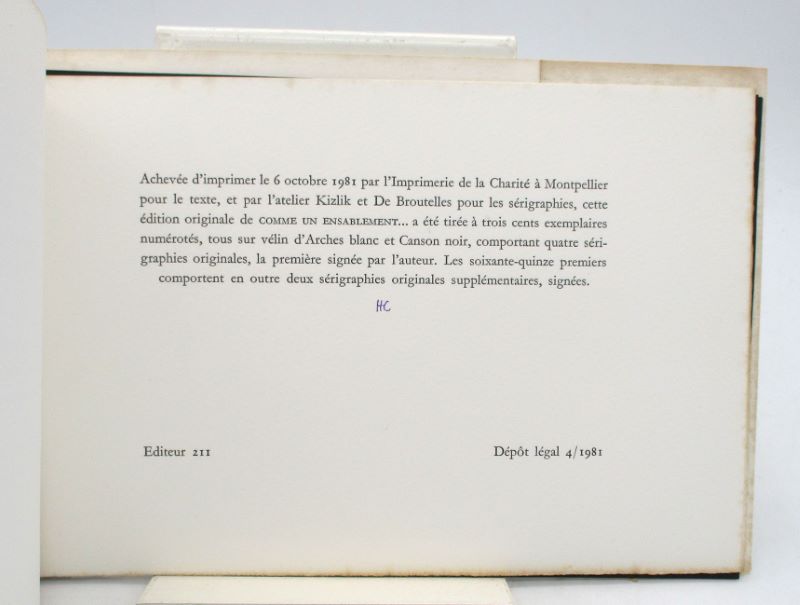 Achevée d'imprimer le 6 octobre 1981 par l'Imprimerie de la Charité à Montpellier
pour le texte, et par l'atelier Kizlik et De Broutelles pour les sérigraphies, cette
édition originale de COMME UN ENSABLEMENT... a été tirée à trois cents exemplaires
numérotés, tous sur vélin d'Arches blanc et Canson noir, comportant quatre séri-
graphies originales, la première signée par l'auteur. Les soixante-quinze premiers
comportent en outre deux sérigraphies originales supplémentaires, signées.
HC
Editeur 211 Dépôt légal 4/1981